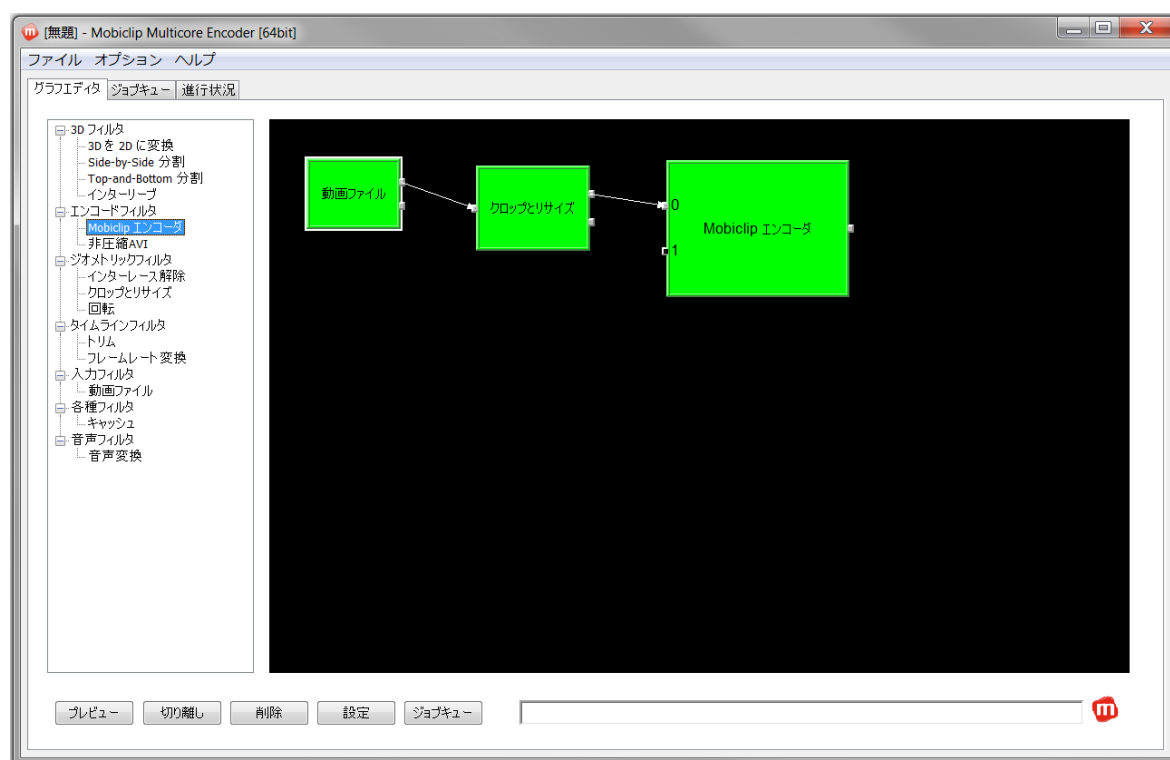 [無題] - Mobiclip Multicore Encoder [64bit]
ファイル オプション ヘルプ
グラフエディタ ジョブキュー 進行状況
3D フィルタ
3D を 2D に変換
Side-by-Side 分割
Top-and-Bottom 分割
インターリーブ
エンコードフィルタ
Mobiclip エンコーダ
非圧縮AVI
ジオメトリックフィルタ
インターレース解除
クロップとリサイズ
回転
タイムラインフィルタ
トリム
フレームレート変換
入力フィルタ
動画ファイル
各種フィルタ
キャッシュ
音声フィルタ
音声変換
動画ファイル
クロップとリサイズ
0
Mobiclip エンコーダ
1
プレビュー 切り離し 削除 設定 ジョブキュー